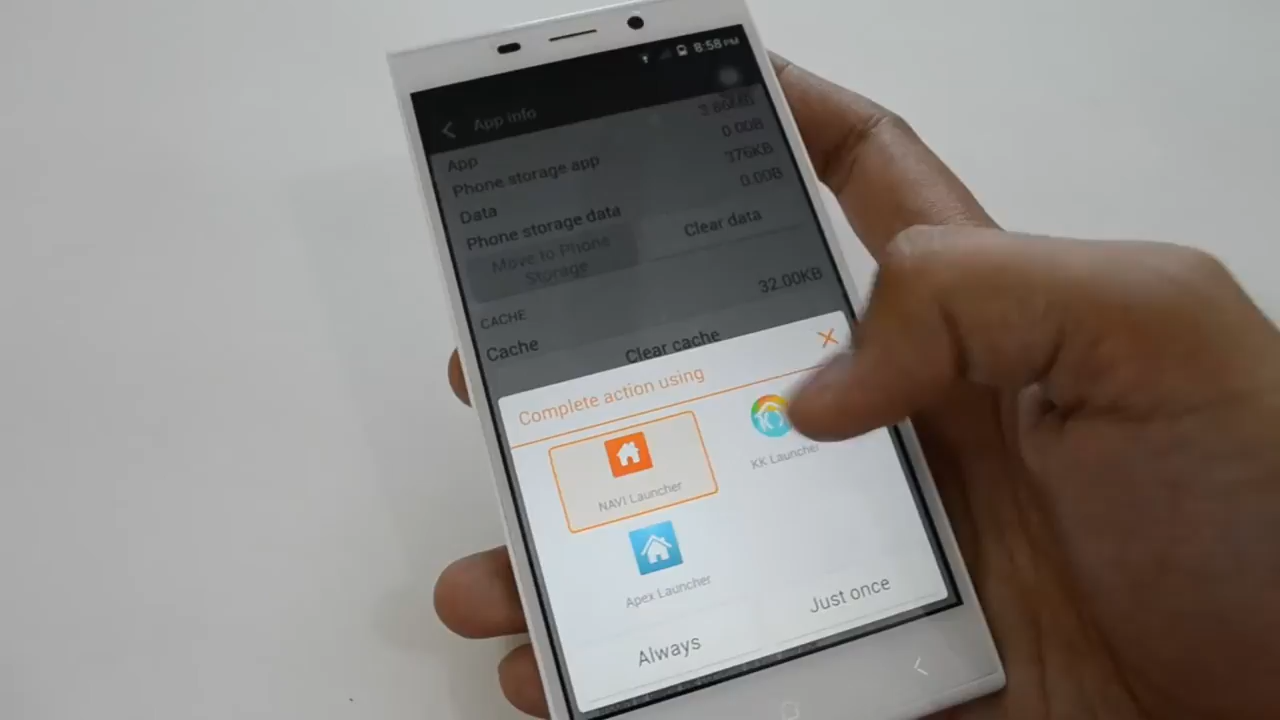 8:58 PM
App info
App 3.86MB
Phone storage app 0.00B
Data 376KB
Phone storage data 0.00B
Move to Phone
Storage
Clear data
CACHE
Cache 32.00KB
Clear cache
Complete action using
NAVI Launcher
KK Launcher
Apex Launcher
Always
Just once